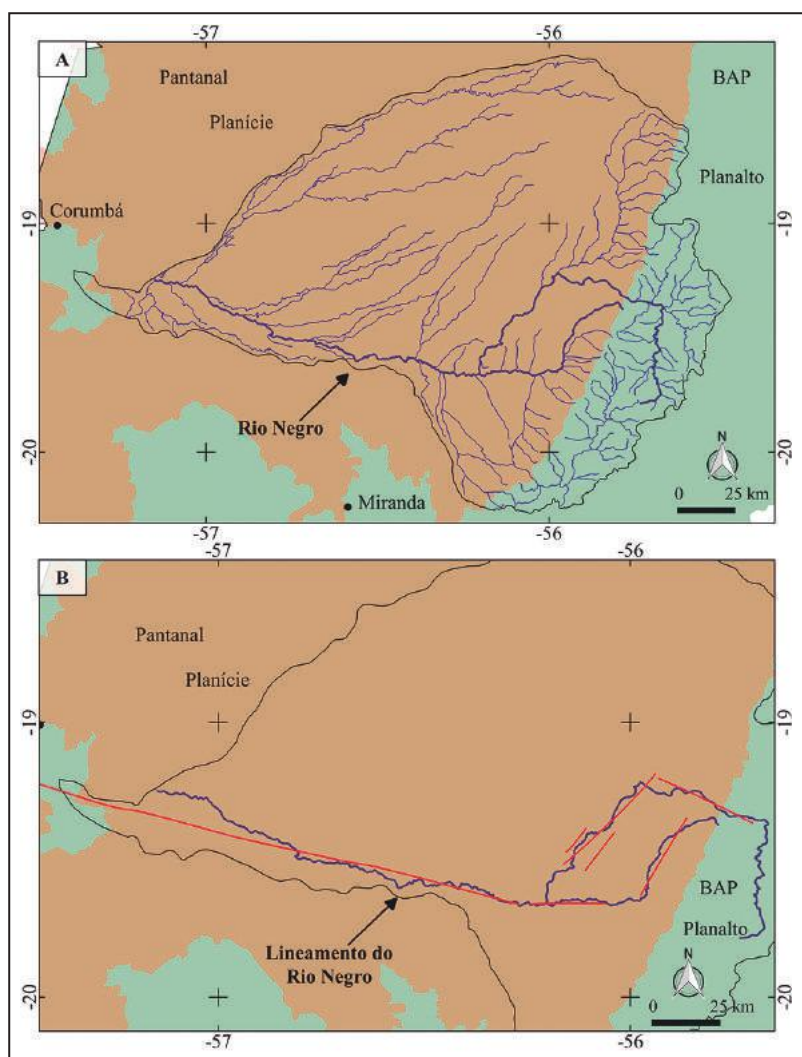 -57
-56
A
Pantanal
BAP
Planície
Planalto
Corumbá
-19
-19
Rio Negro
-20
-20
N
Miranda
0 25 km
-57
-56
-57
-56
B
Pantanal
Planície
-19
-19
BAP
Planalto
Lineamento do
Rio Negro
N
-20
-20
0 25 km
-57
-56